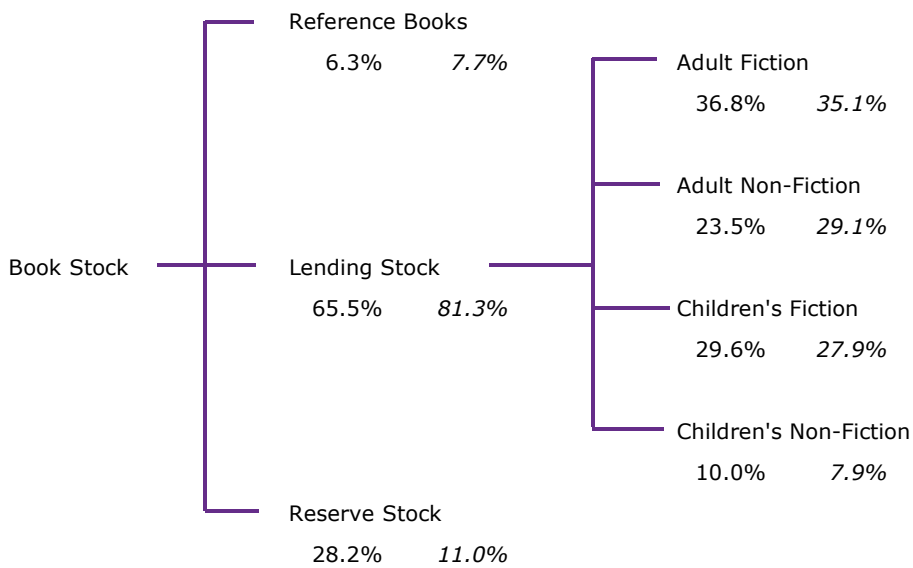 Reference Books
6.3% 7.7%
Adult Fiction
36.8% 35.1%
Adult Non-Fiction
23.5% 29.1%
Book Stock
Lending Stock
65.5% 81.3%
Children's Fiction
29.6% 27.9%
Children's Non-Fiction
10.0% 7.9%
Reserve Stock
28.2% 11.0%